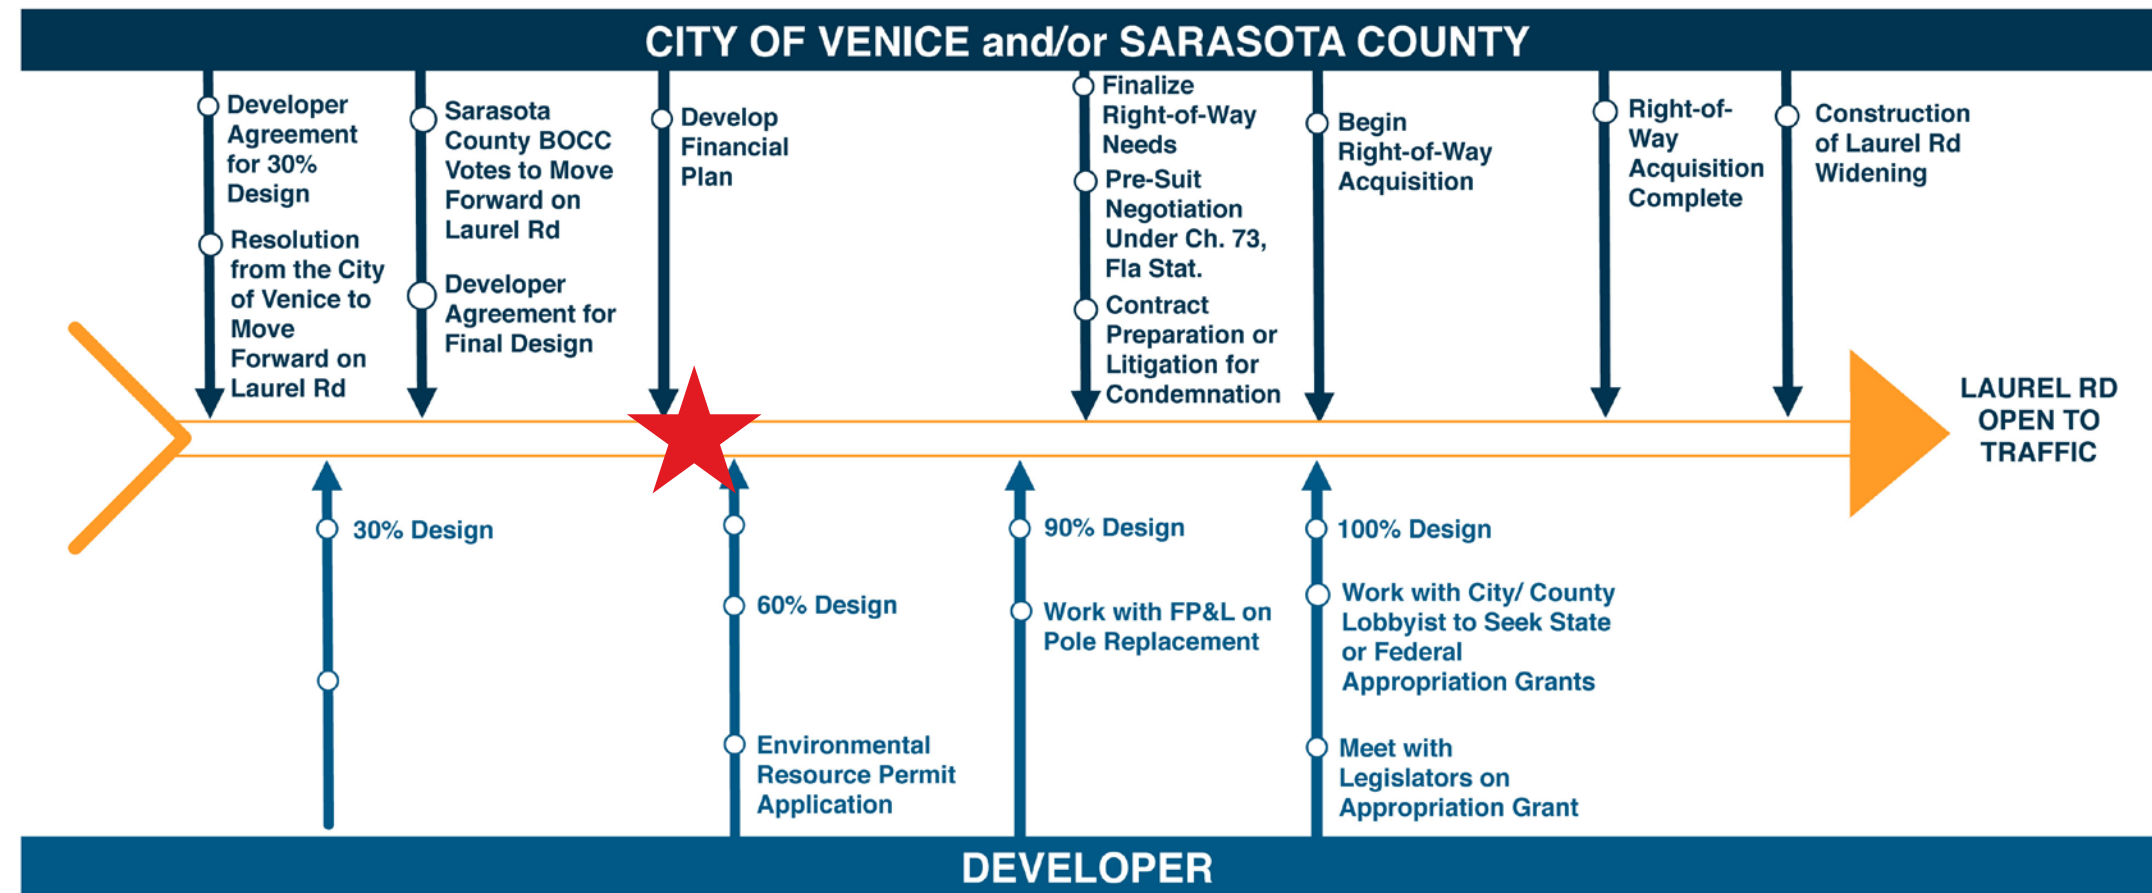 CITY OF VENICE and/or SARASOTA COUNTY
Developer
Agreement
for 30%
Design
Resolution
from the City
of Venice to
Move
Forward on
Laurel Rd
Sarasota
County BOCC
Votes to Move
Forward on
Laurel Rd
Developer
Agreement for
Final Design
Develop
Financial
Plan
Finalize
Right-of-Way
Needs
Pre-Suit
Negotiation
Under Ch. 73,
Fla Stat.
Contract
Preparation or
Litigation for
Condemnation
Begin
Right-of-Way
Acquisition
Right-of-
Way
Acquisition
Complete
Construction
of Laurel Rd
Widening
LAUREL RD
OPEN TO
TRAFFIC
30% Design
60% Design
Environmental
Resource Permit
Application
90% Design
Work with FP&L on
Pole Replacement
100% Design
Work with City/ County
Lobbyist to Seek State
or Federal
Appropriation Grants
Meet with
Legislators on
Appropriation Grant
DEVELOPER